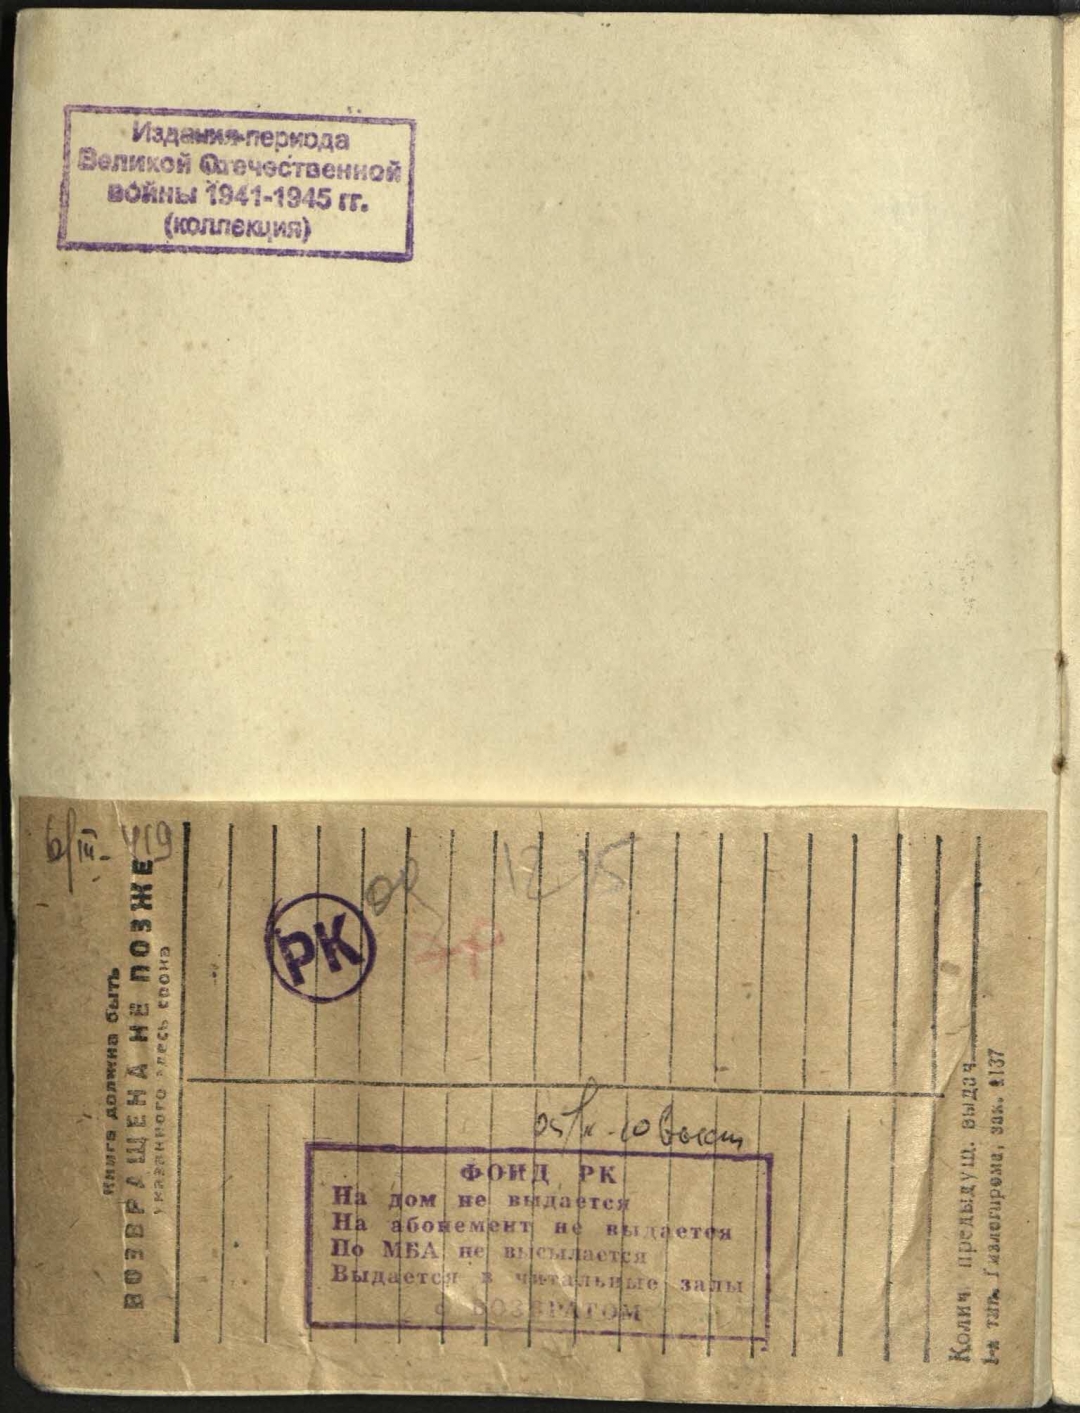 Издания периода
Великой Отечественной
войны 1941-1945 гг.
(коллекция)
Книга должна быть
ВОЗВРАЩЕНА НЕ ПОЗЖЕ
указанного здесь срока
РК
12
ФОНД РК
На дом не выдается
На абонемент не выдается
По МБА не высылается
Выдается в читальные залы
с ВОЗВРАТОМ
Колич. предыдущ. выдач
1-я тип.
зак.